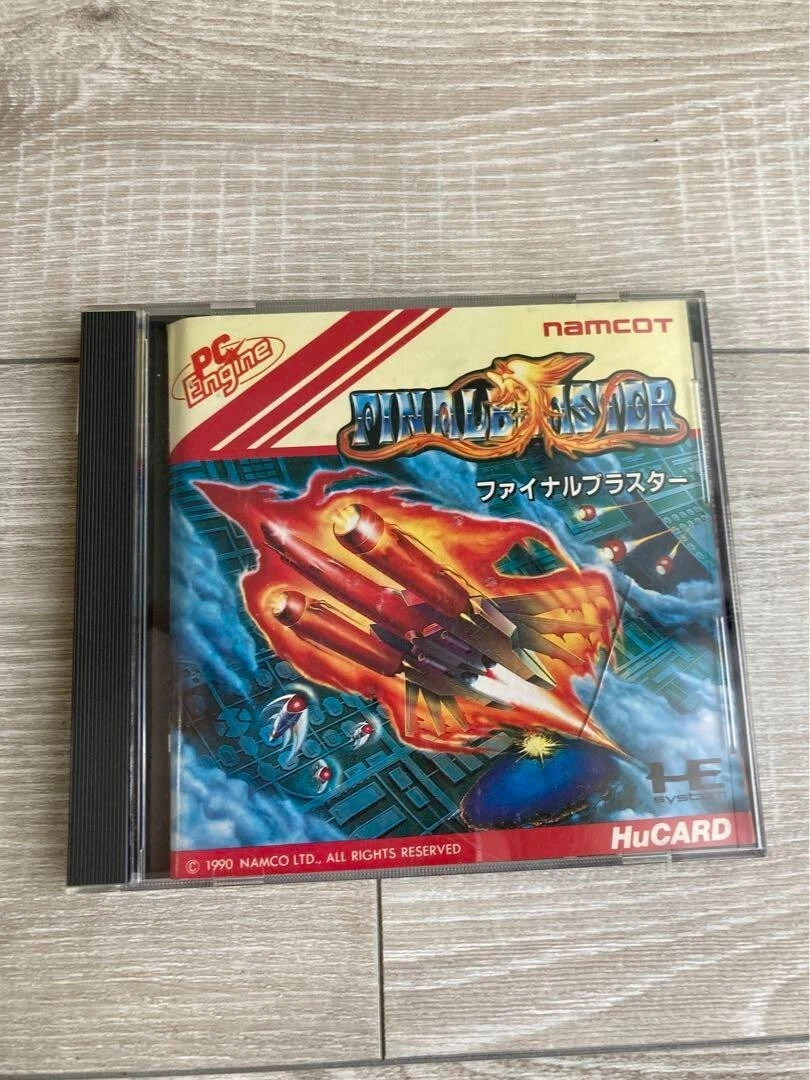 PC Engine
namcot
FINAL BLASTER
ファイナルブラスター
HE
system
HuCARD
© 1990 NAMCO LTD., ALL RIGHTS RESERVED